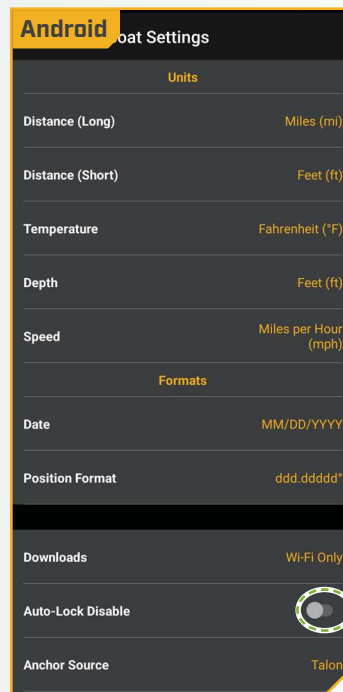 Android
oat Settings
Units
Distance (Long) Miles (mi)
Distance (Short) Feet (ft)
Temperature Fahrenheit (°F)
Depth Feet (ft)
Speed Miles per Hour
(mph)
Formats
Date MM/DD/YYYY
Position Format ddd.ddddd°
Downloads Wi-Fi Only
Auto-Lock Disable
Anchor Source Talon